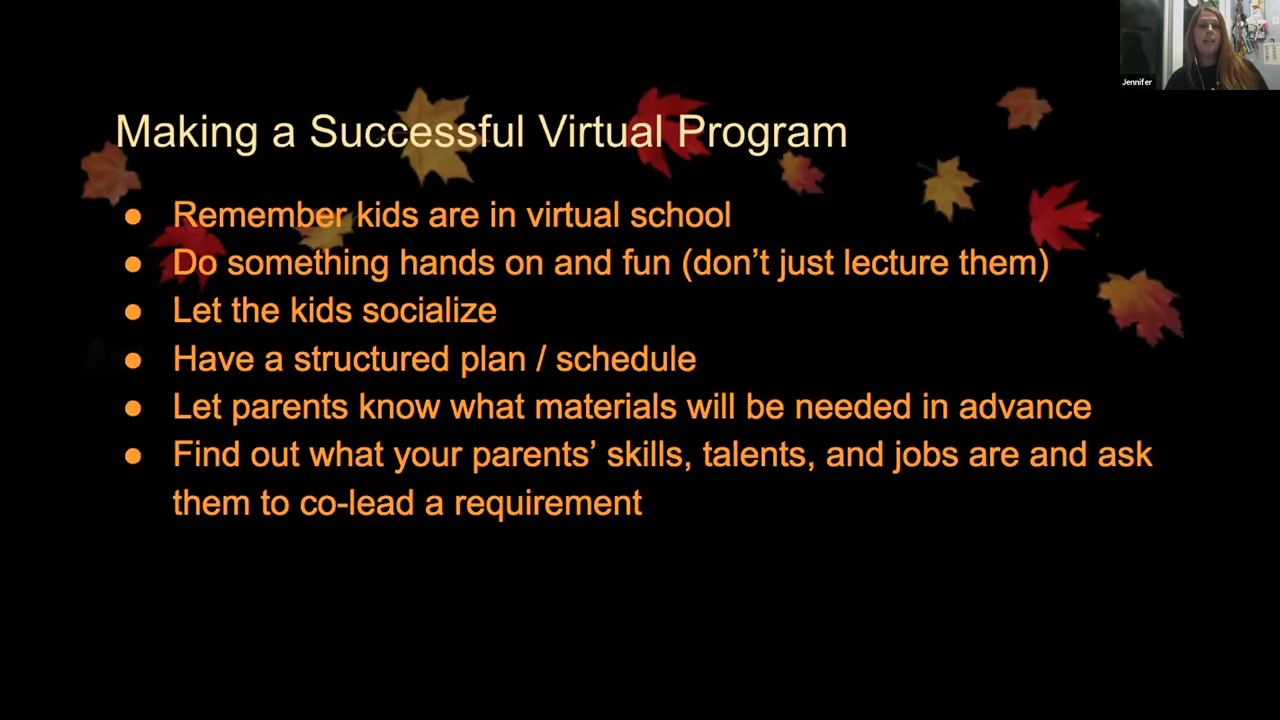 Jennifer
Making a Successful Virtual Program
● Remember kids are in virtual school
● Do something hands on and fun (don’t just lecture them)
● Let the kids socialize
● Have a structured plan / schedule
● Let parents know what materials will be needed in advance
● Find out what your parents’ skills, talents, and jobs are and ask
them to co-lead a requirement